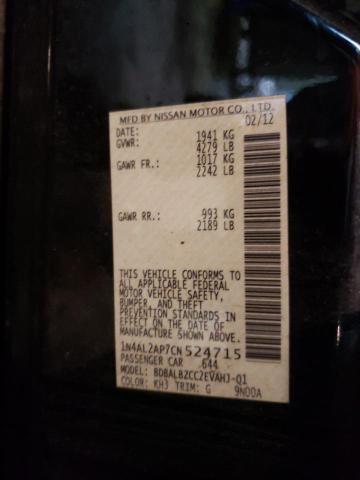 MFD BY NISSAN MOTOR CO., LTD.
DATE: 02/12
GVWR: 1941 KG
4279 LB
GAWR FR.: 1017 KG
2242 LB
GAWR RR.: 993 KG
2189 LB
THIS VEHICLE CONFORMS TO
ALL APPLICABLE FEDERAL
MOTOR VEHICLE SAFETY,
BUMPER, AND THEFT
PREVENTION STANDARDS IN
EFFECT ON THE DATE OF
MANUFACTURE SHOWN ABOVE.
1N4AL2AP7CN524715
PASSENGER CAR 644
MODEL: BDBALBZCC2EVAHJ-Q1
COLOR: KH3 TRIM: G 9N00A